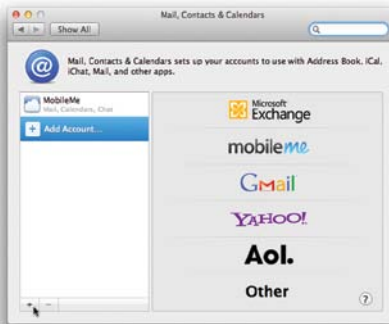 Mail, Contacts & Calendars
Show All
Mail, Contacts & Calendars sets up your accounts to use with Address Book, iCal,
iChat, Mail, and other apps.
MobileMe
Mail, Calendars, Chat
+ Add Account...
Microsoft
Exchange
mobileme
Gmail
YAHOO!
Aol.
Other
+ −
?